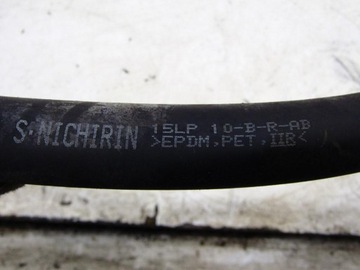 S·NICHIRIN
15LP 10-B-R-AB
>EPDM,PET,IIR<